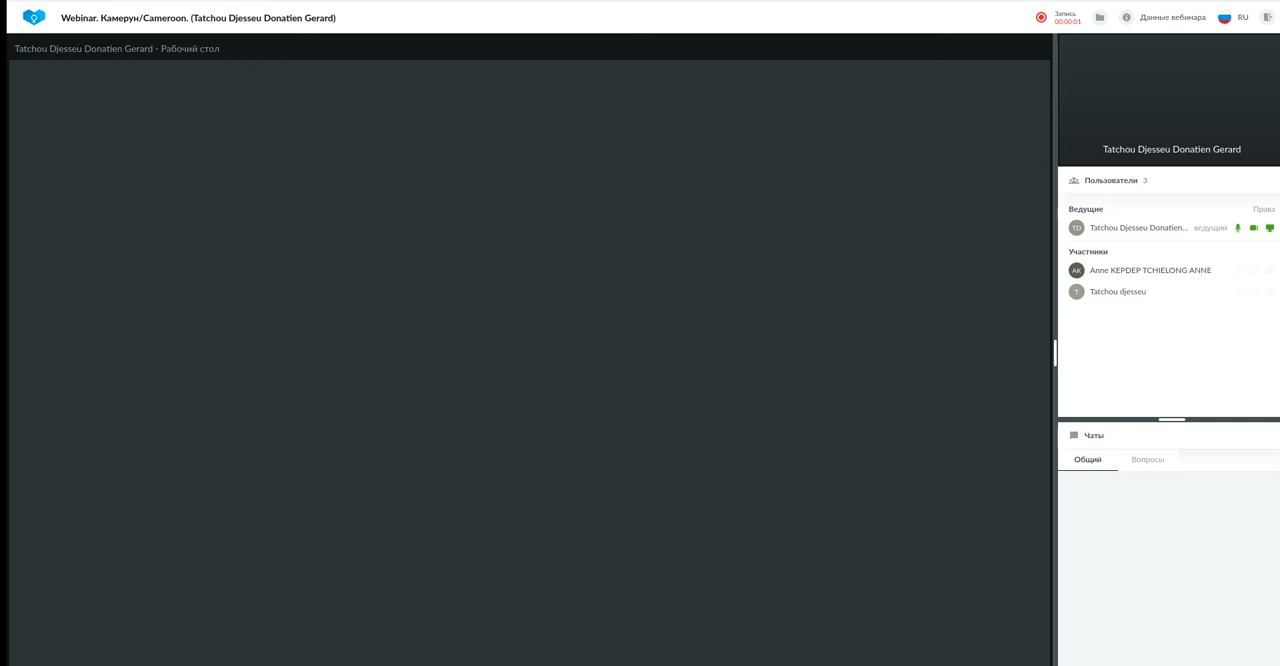 Webinar. Камерун/Cameroon. (Tatchou Djesseu Donatien Gerard)
Запись
00:00:01
Данные вебинара
RU
Tatchou Djesseu Donatien Gerard - Рабочий стол
Tatchou Djesseu Donatien Gerard
Пользователи 3
Ведущие Права
TD Tatchou Djesseu Donatien... ведущий
Участники
AK Anne KEPDEP TCHIELONG ANNE
T Tatchou djesseu
Чаты
Общий Вопросы